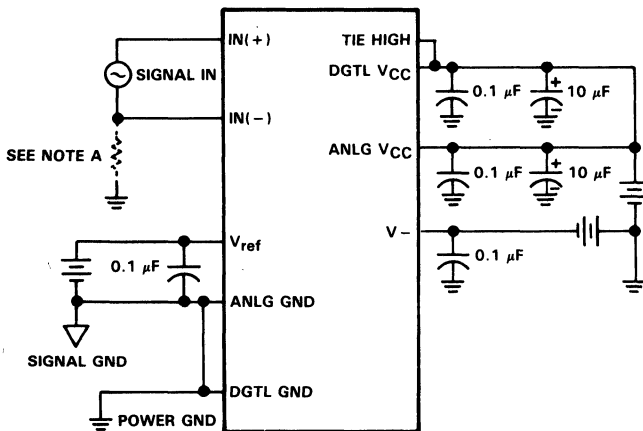 IN(+)
SIGNAL IN
IN(−)
SEE NOTE A
Vref
0.1 μF
ANLG GND
SIGNAL GND
DGTL GND
POWER GND
TIE HIGH
DGTL VCC
0.1 μF
+
10 μF
−
ANLG VCC
0.1 μF
+
10 μF
−
V−
0.1 μF